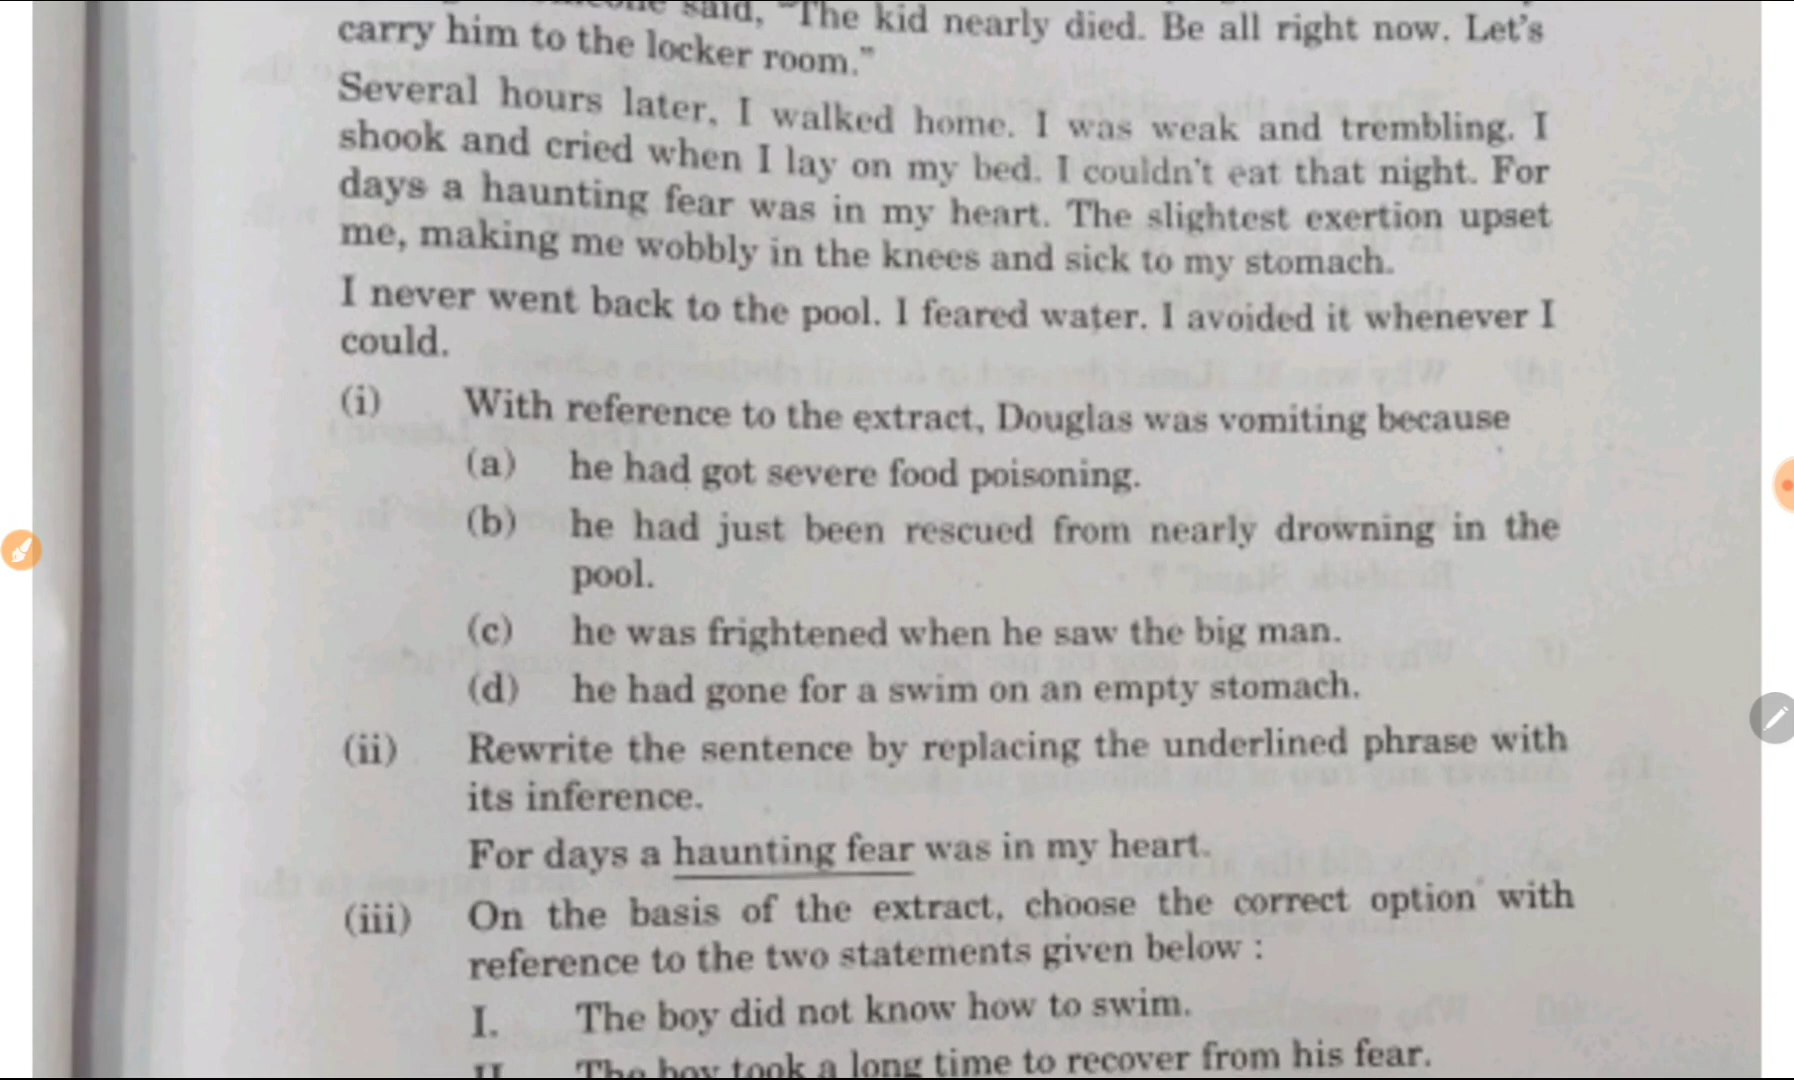 said, "The kid nearly died. Be all right now. Let's
carry him to the locker room."
Several hours later, I walked home. I was weak and trembling. I
shook and cried when I lay on my bed. I couldn't eat that night. For
days a haunting fear was in my heart. The slightest exertion upset
me, making me wobbly in the knees and sick to my stomach.
I never went back to the pool. I feared water. I avoided it whenever I
could.
(i) With reference to the extract, Douglas was vomiting because
(a) he had got severe food poisoning.
(b) he had just been rescued from nearly drowning in the
pool.
(c) he was frightened when he saw the big man.
(d) he had gone for a swim on an empty stomach.
(ii) Rewrite the sentence by replacing the underlined phrase with
its inference.
For days a haunting fear was in my heart.
(iii) On the basis of the extract, choose the correct option with
reference to the two statements given below :
I. The boy did not know how to swim.
II. The boy took a long time to recover from his fear.